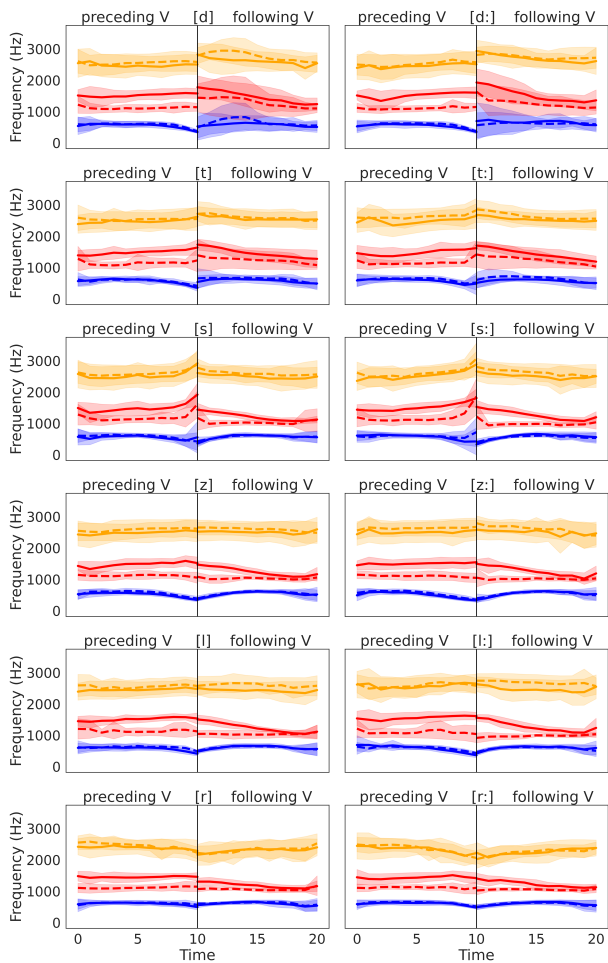 preceding V [d] following V
preceding V [d:] following V
Frequency (Hz)
3000
2000
1000
0
preceding V [t] following V
preceding V [t:] following V
Frequency (Hz)
3000
2000
1000
0
preceding V [s] following V
preceding V [s:] following V
Frequency (Hz)
3000
2000
1000
0
preceding V [z] following V
preceding V [z:] following V
Frequency (Hz)
3000
2000
1000
0
preceding V [l] following V
preceding V [l:] following V
Frequency (Hz)
3000
2000
1000
0
preceding V [r] following V
preceding V [r:] following V
Frequency (Hz)
3000
2000
1000
0
0 5 10 15 20
0 5 10 15 20
Time
Time